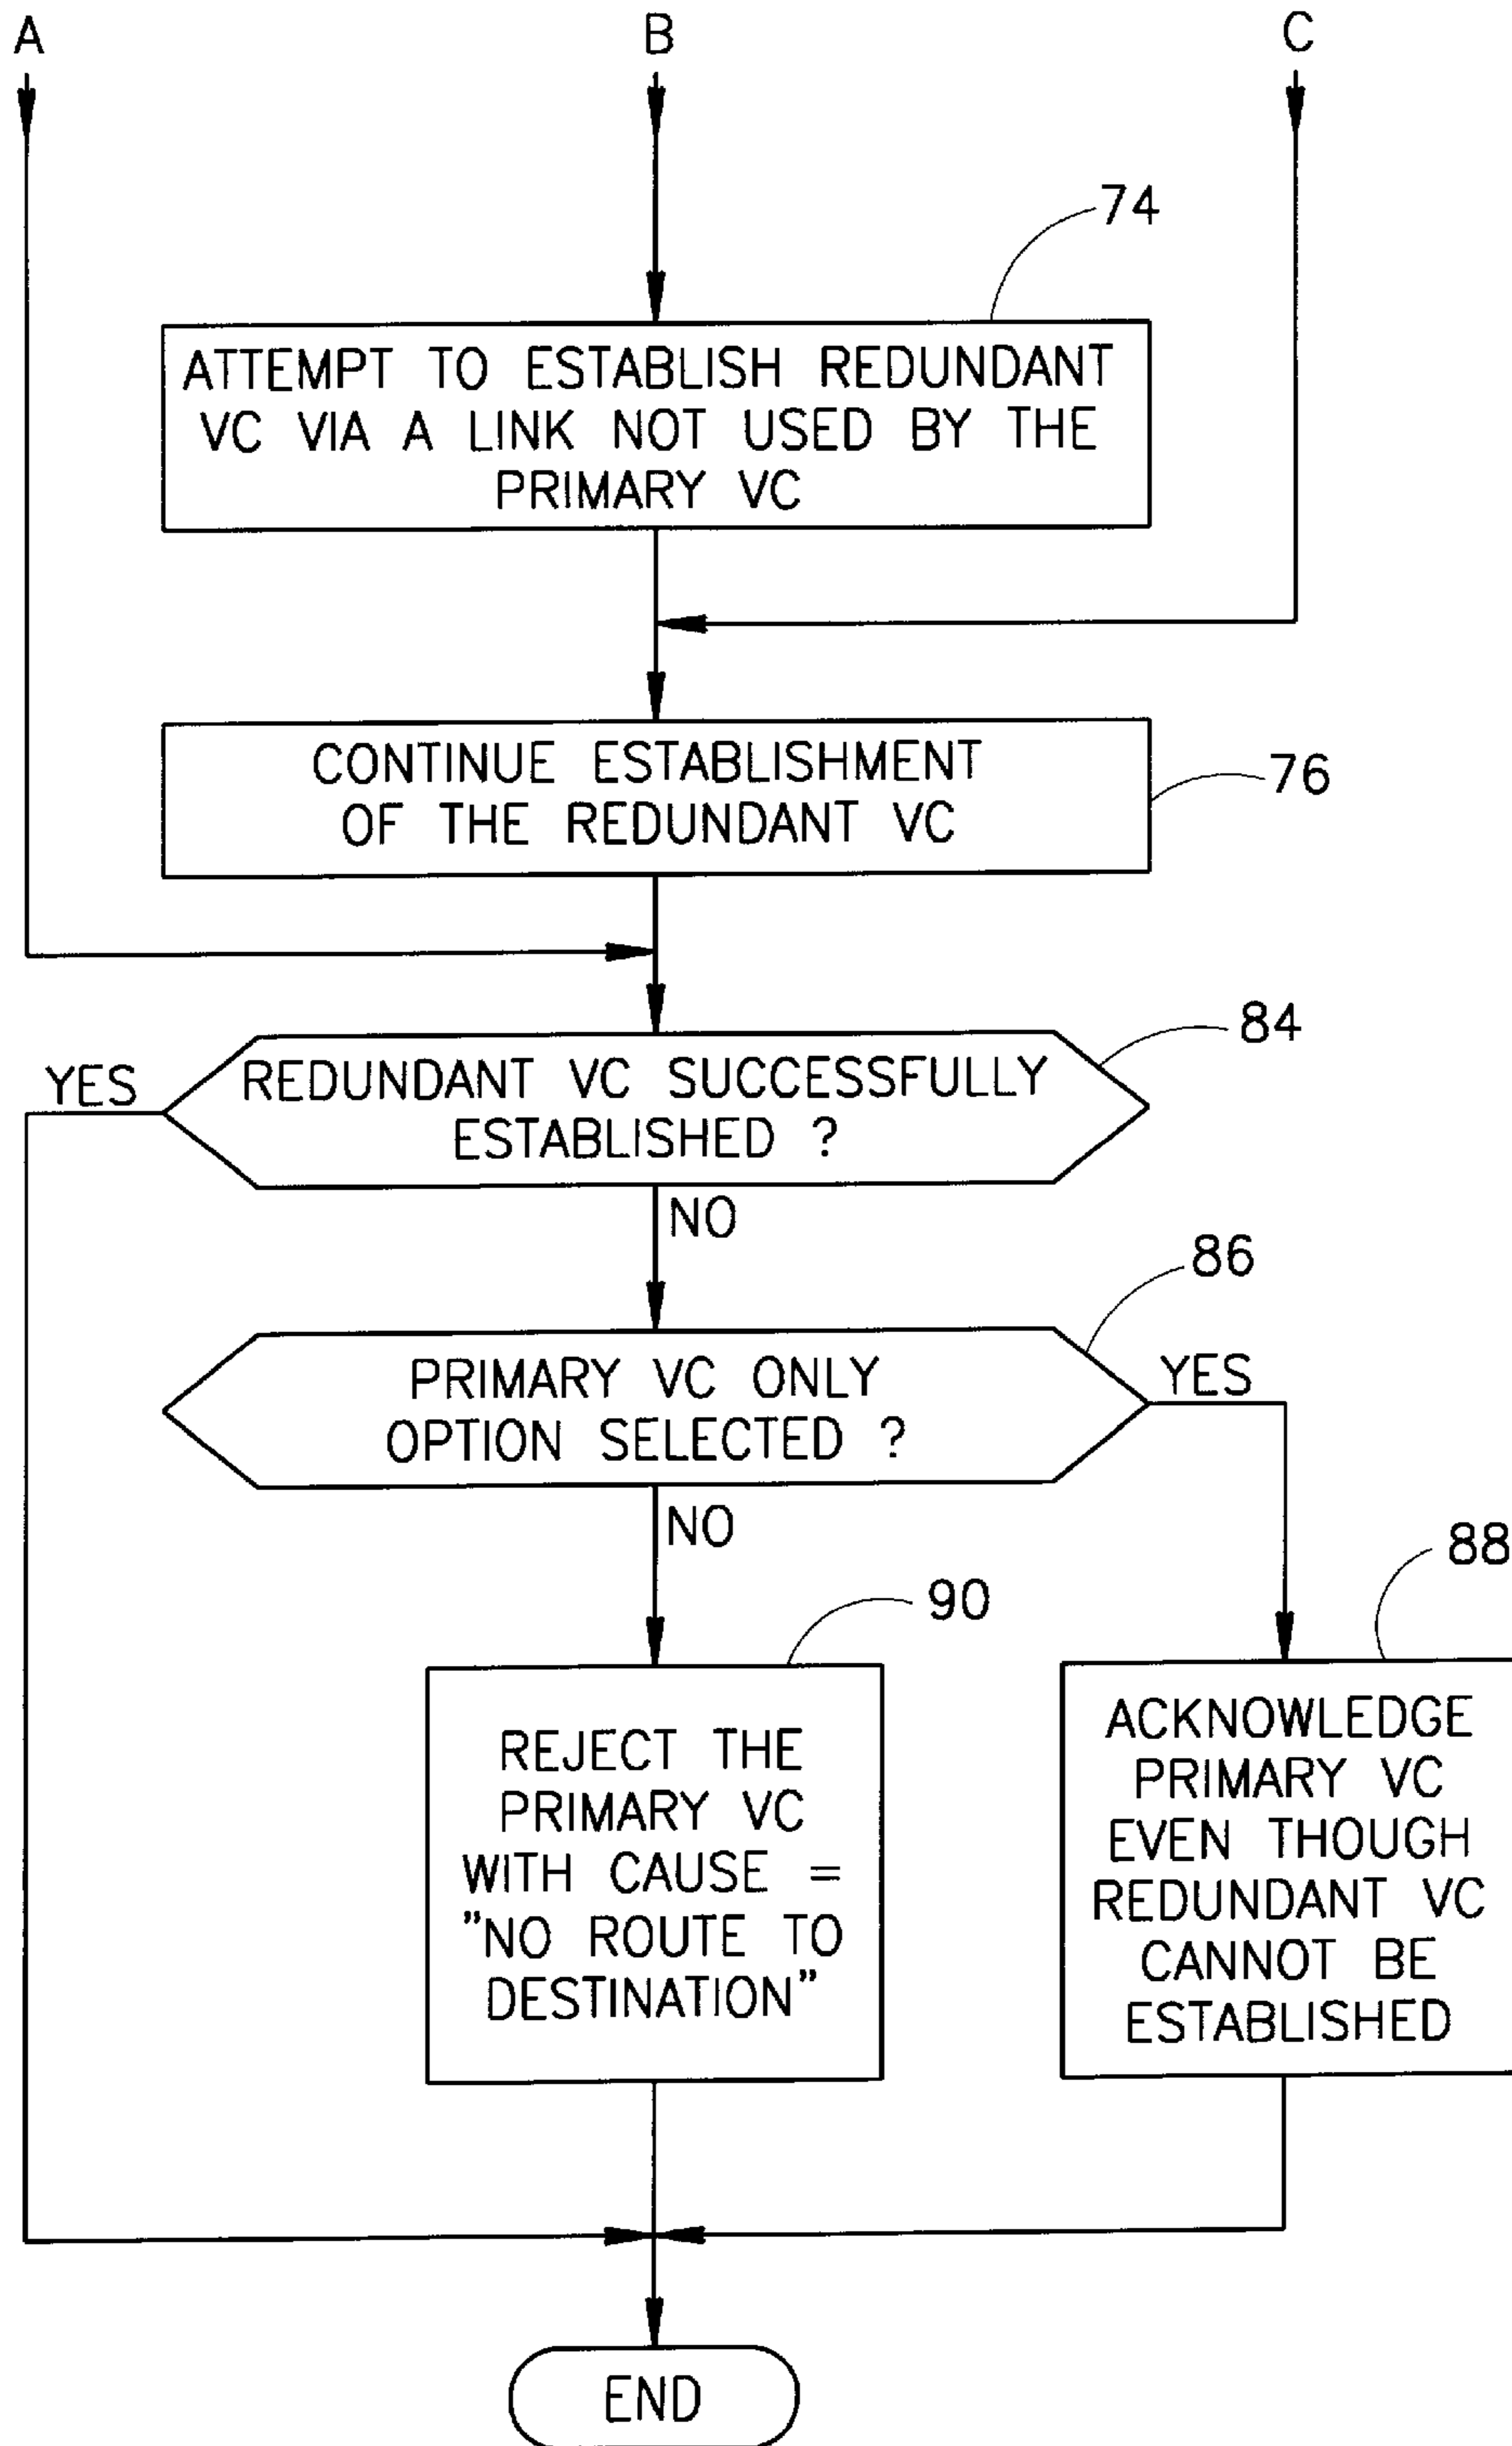 A
B
C
74
ATTEMPT TO ESTABLISH REDUNDANT
VC VIA A LINK NOT USED BY THE
PRIMARY VC
CONTINUE ESTABLISHMENT
OF THE REDUNDANT VC
76
84
YES
REDUNDANT VC SUCCESSFULLY
ESTABLISHED ?
NO
86
PRIMARY VC ONLY
OPTION SELECTED ?
YES
NO
88
90
REJECT THE
PRIMARY VC
WITH CAUSE =
"NO ROUTE TO
DESTINATION"
ACKNOWLEDGE
PRIMARY VC
EVEN THOUGH
REDUNDANT VC
CANNOT BE
ESTABLISHED
END